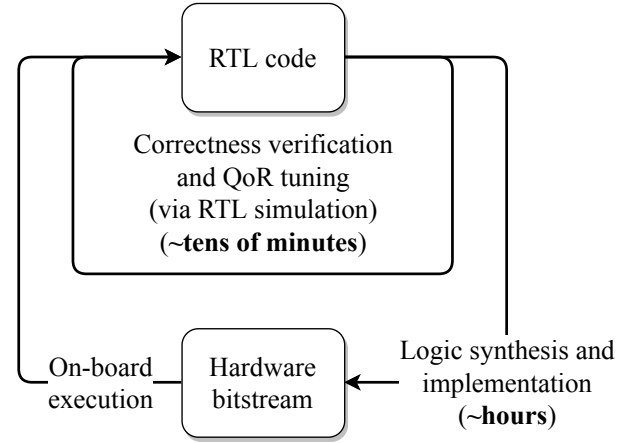 RTL code
Correctness verification
and QoR tuning
(via RTL simulation)
(~tens of minutes)
On-board
execution
Hardware
bitstream
Logic synthesis and
implementation
(~hours)